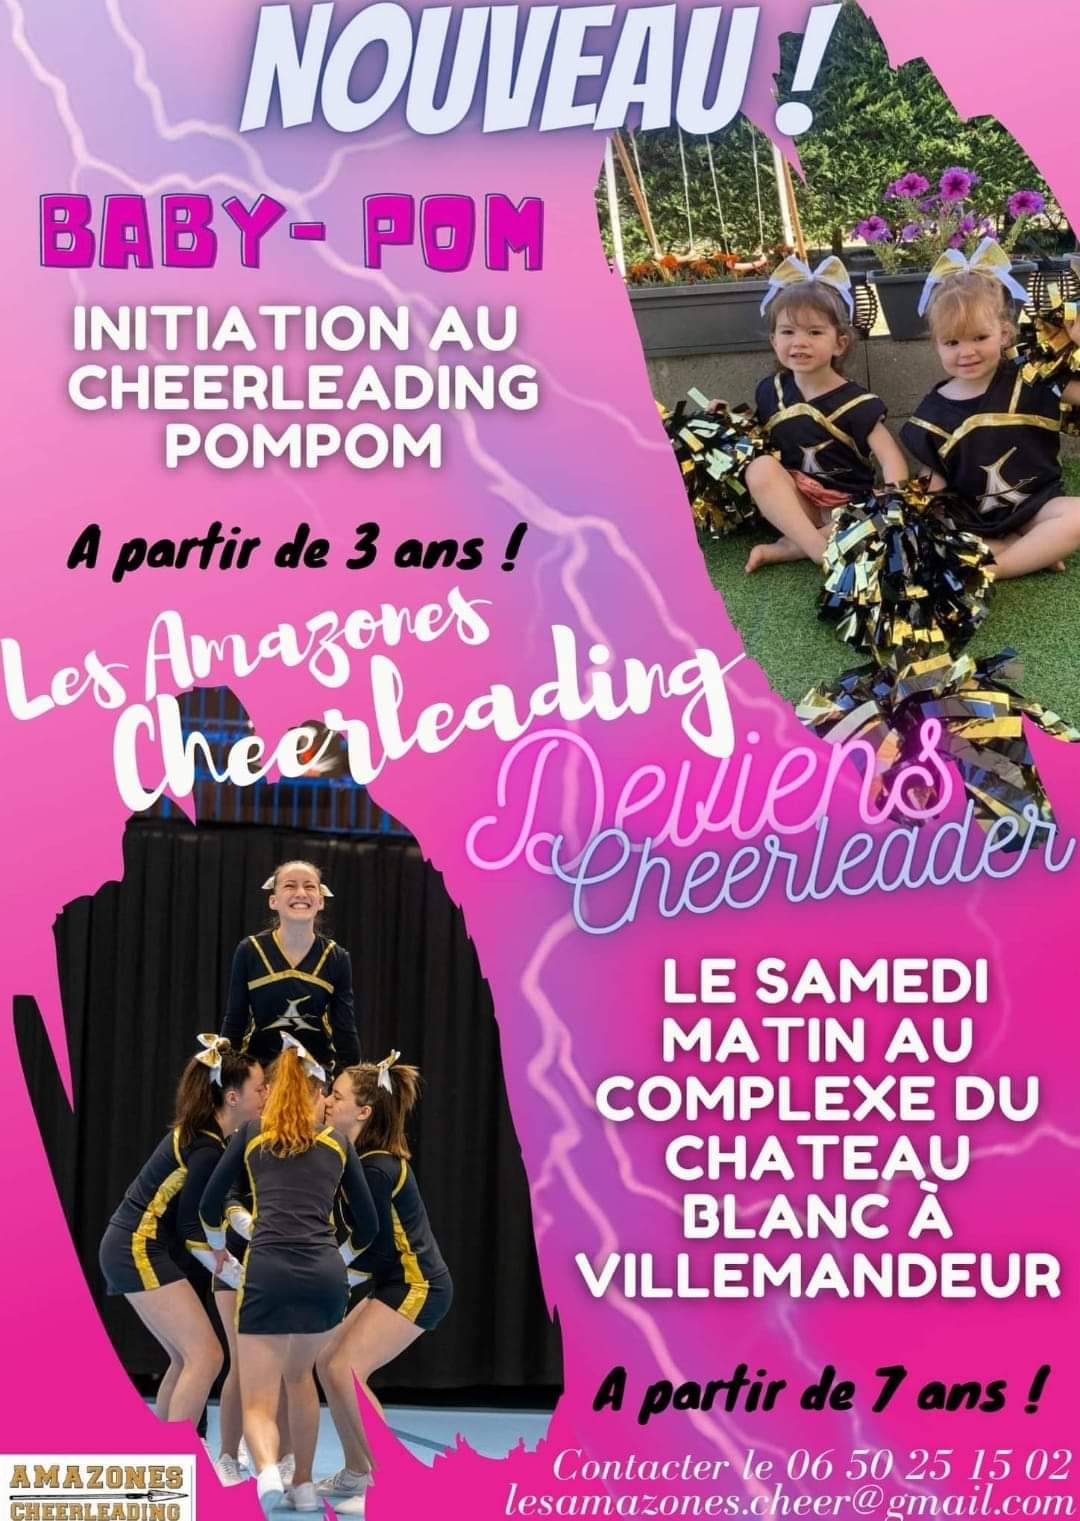 NOUVEAU !
BABY- POM
INITIATION AU
CHEERLEADING
POMPOM
A partir de 3 ans !
Les Amazones
Cheerleading
Deviens
Cheerleader
LE SAMEDI
MATIN AU
COMPLEXE DU
CHATEAU
BLANC À
VILLEMANDEUR
A partir de 7 ans !
Contacter le 06 50 25 15 02
lesamazones.cheer@gmail.com
AMAZONES
CHEERLEADING